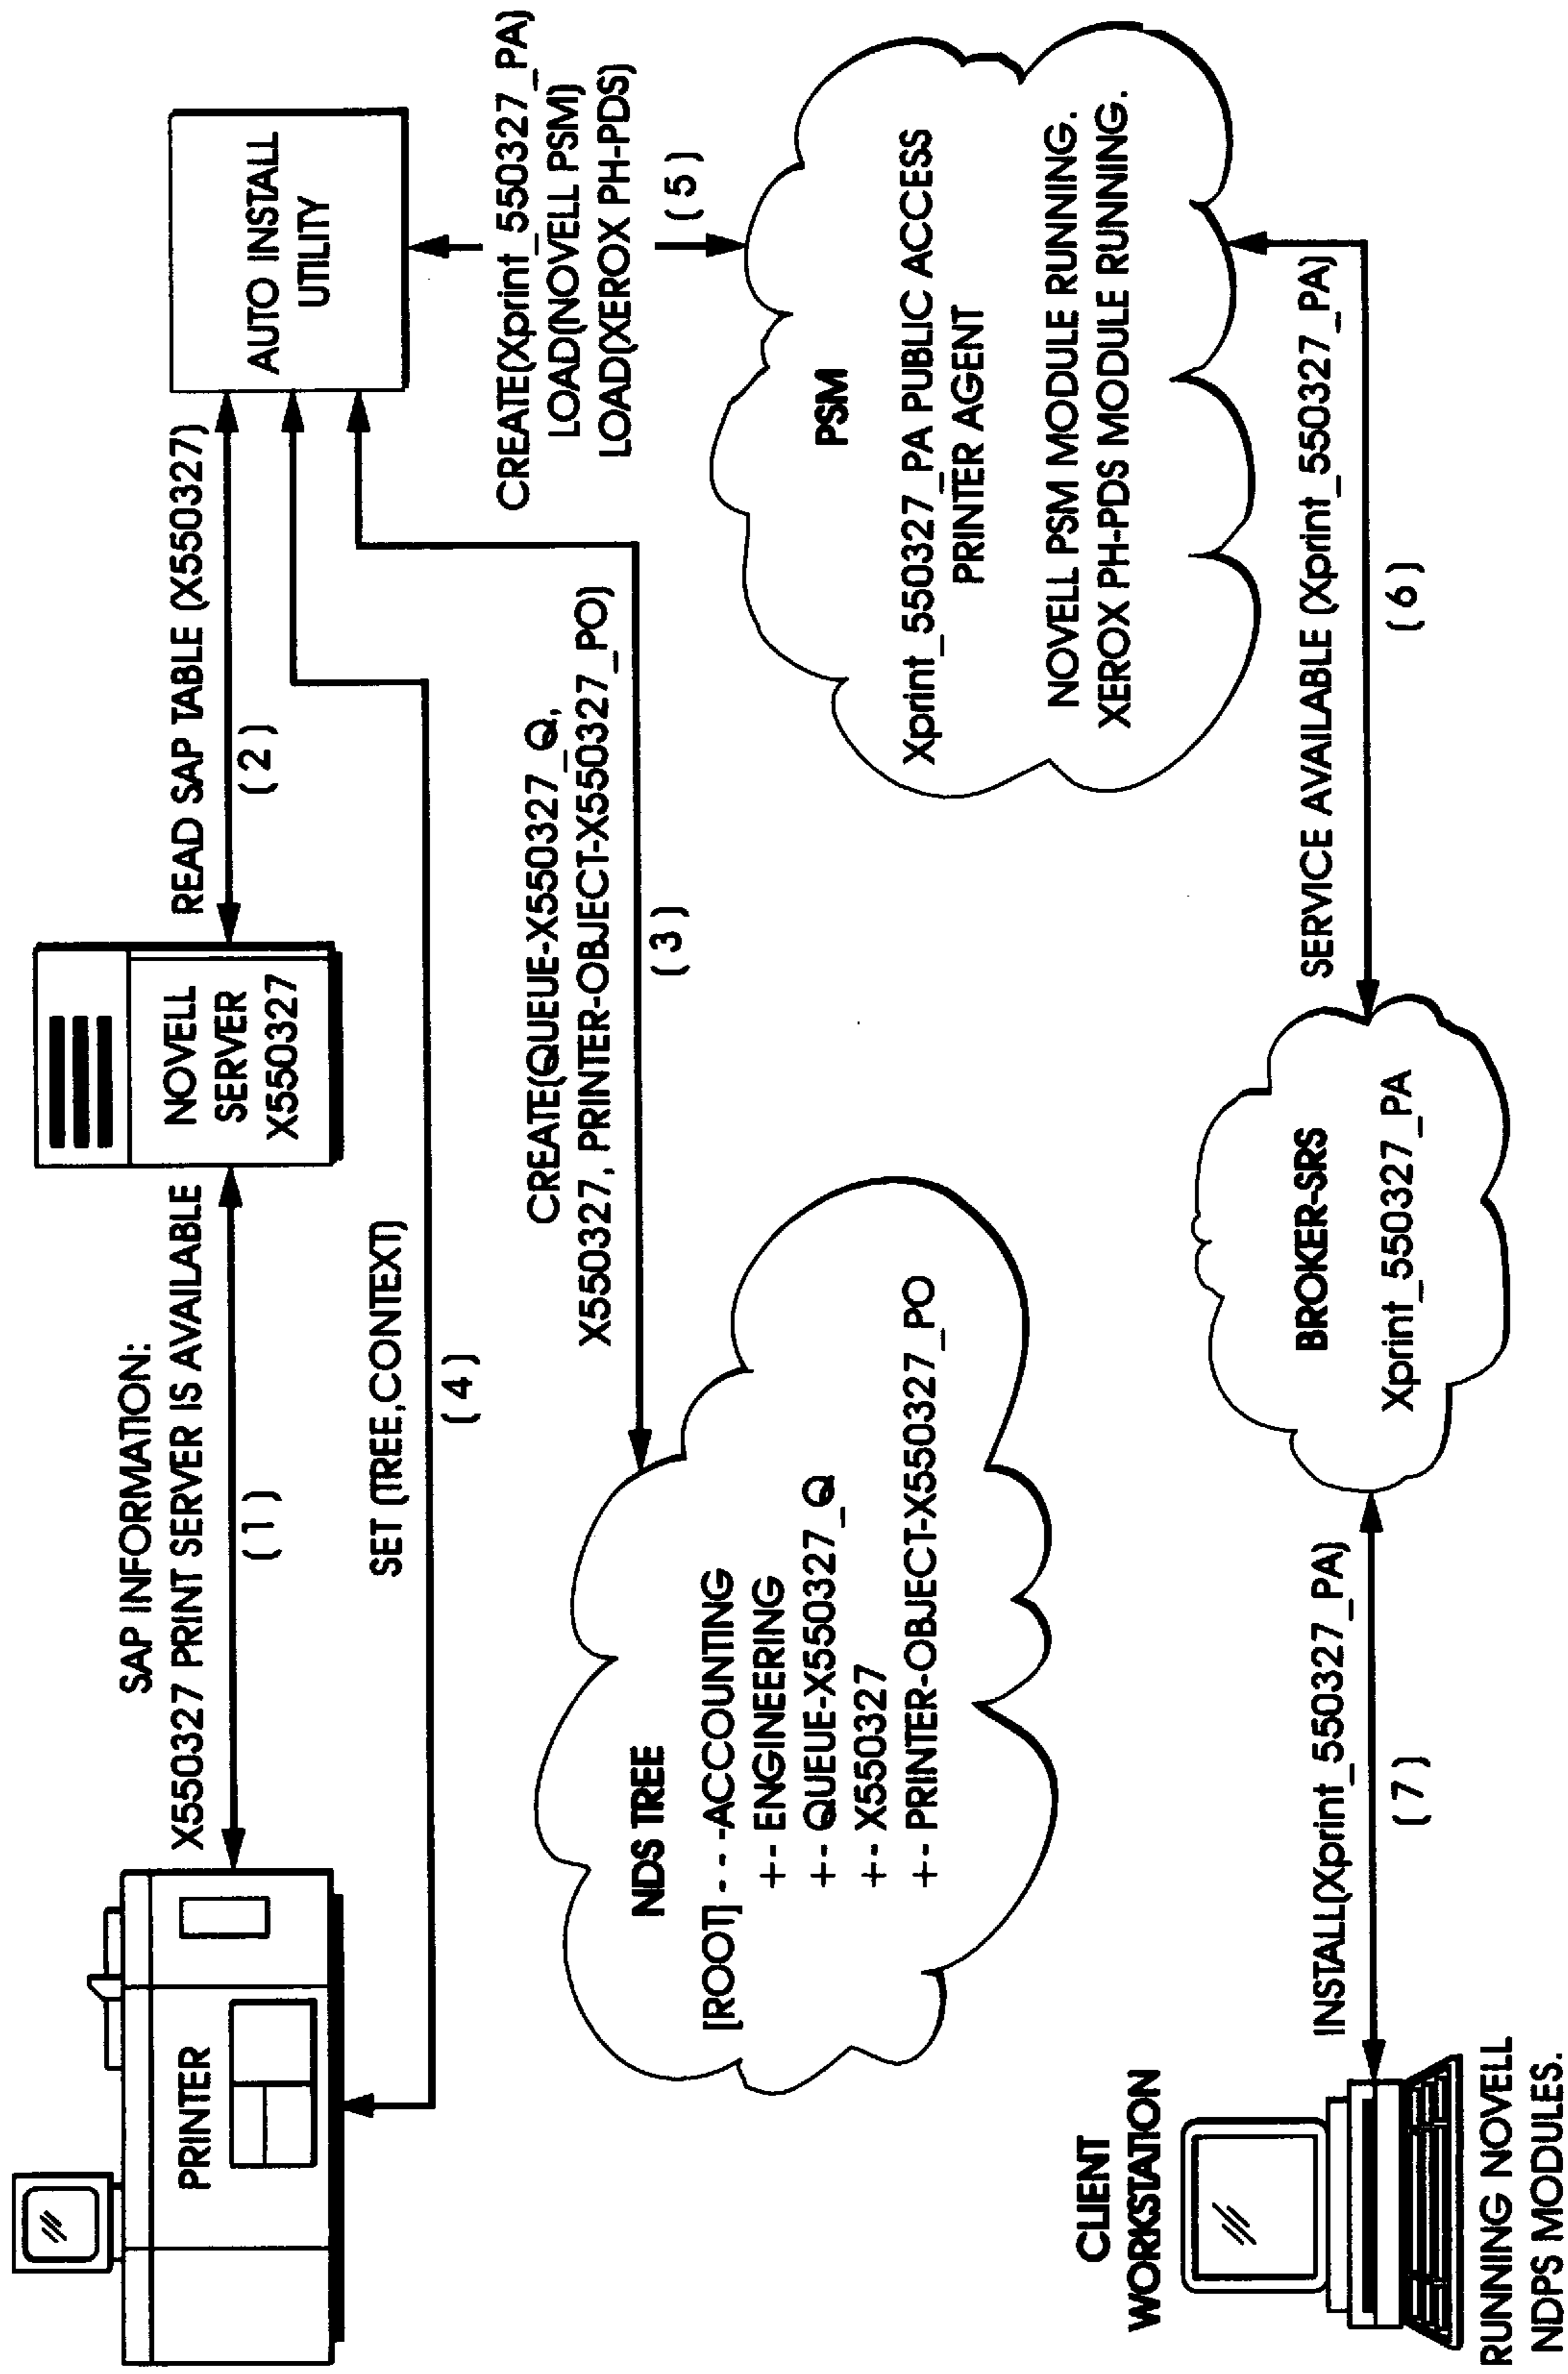 SAP INFORMATION:
X550327 PRINT SERVER IS AVAILABLE
( 1 )
PRINTER
NOVELL
SERVER
X550327
READ SAP TABLE (X550327)
( 2 )
AUTO INSTALL
UTILITY
SET (TREE,CONTEXT)
( 4 )
CREATE(QUEUE-X550327_Q,
X550327, PRINTER-OBJECT-X550327_PO)
( 3 )
CREATE(Xprint_550327_PA)
LOAD(NOVELL PSM)
LOAD(XEROX PH-PDS)
( 5 )
NDS TREE
[ROOT] - - -ACCOUNTING
+- ENGINEERING
+- QUEUE-X550327_Q
+- X550327
+- PRINTER-OBJECT-X550327_PO
PSM
Xprint_550327_PA PUBLIC ACCESS
PRINTER AGENT
NOVELL PSM MODULE RUNNING.
XEROX PH-PDS MODULE RUNNING.
CLIENT
WORKSTATION
INSTALL(Xprint_550327_PA)
( 7 )
BROKER-SRS
Xprint_550327_PA
SERVICE AVAILABLE (Xprint_550327_PA)
( 6 )
RUNNING NOVELL
NDPS MODULES.